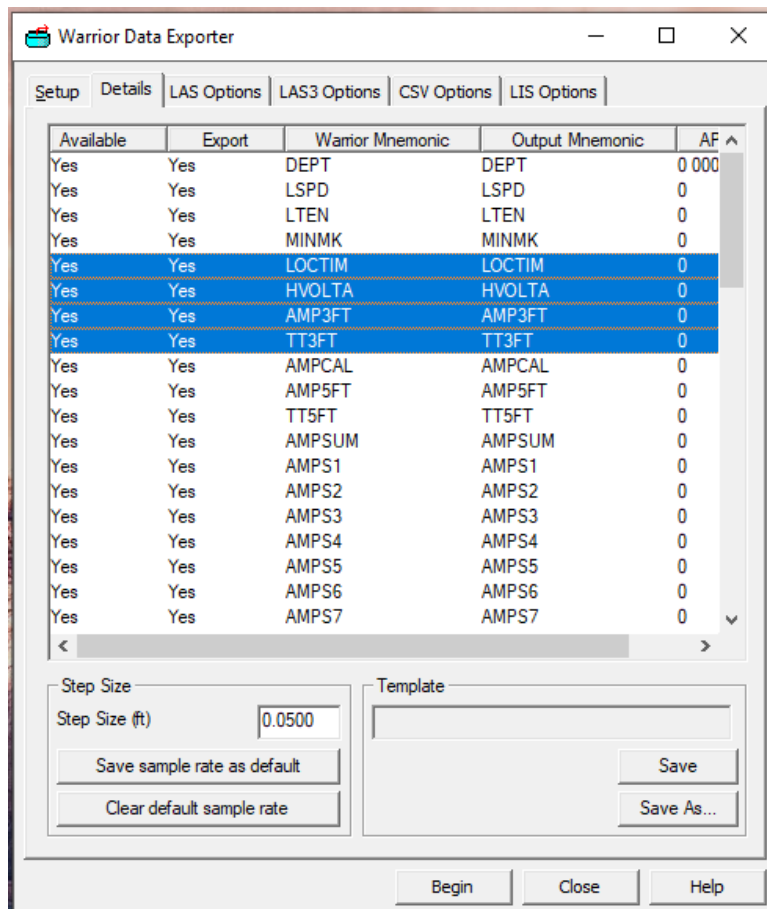 Warrior Data Exporter
Setup Details LAS Options LAS3 Options CSV Options LIS Options
Available Export Warrior Mnemonic Output Mnemonic AF
Yes Yes DEPT DEPT 0 000
Yes Yes LSPD LSPD 0
Yes Yes LTEN LTEN 0
Yes Yes MINMK MINMK 0
Yes Yes LOCTIM LOCTIM 0
Yes Yes HVOLTA HVOLTA 0
Yes Yes AMP3FT AMP3FT 0
Yes Yes TT3FT TT3FT 0
Yes Yes AMPCAL AMPCAL 0
Yes Yes AMP5FT AMP5FT 0
Yes Yes TT5FT TT5FT 0
Yes Yes AMPSUM AMPSUM 0
Yes Yes AMPS1 AMPS1 0
Yes Yes AMPS2 AMPS2 0
Yes Yes AMPS3 AMPS3 0
Yes Yes AMPS4 AMPS4 0
Yes Yes AMPS5 AMPS5 0
Yes Yes AMPS6 AMPS6 0
Yes Yes AMPS7 AMPS7 0
Step Size
Step Size (ft) 0.0500
Save sample rate as default
Clear default sample rate
Template
Save
Save As...
Begin Close Help